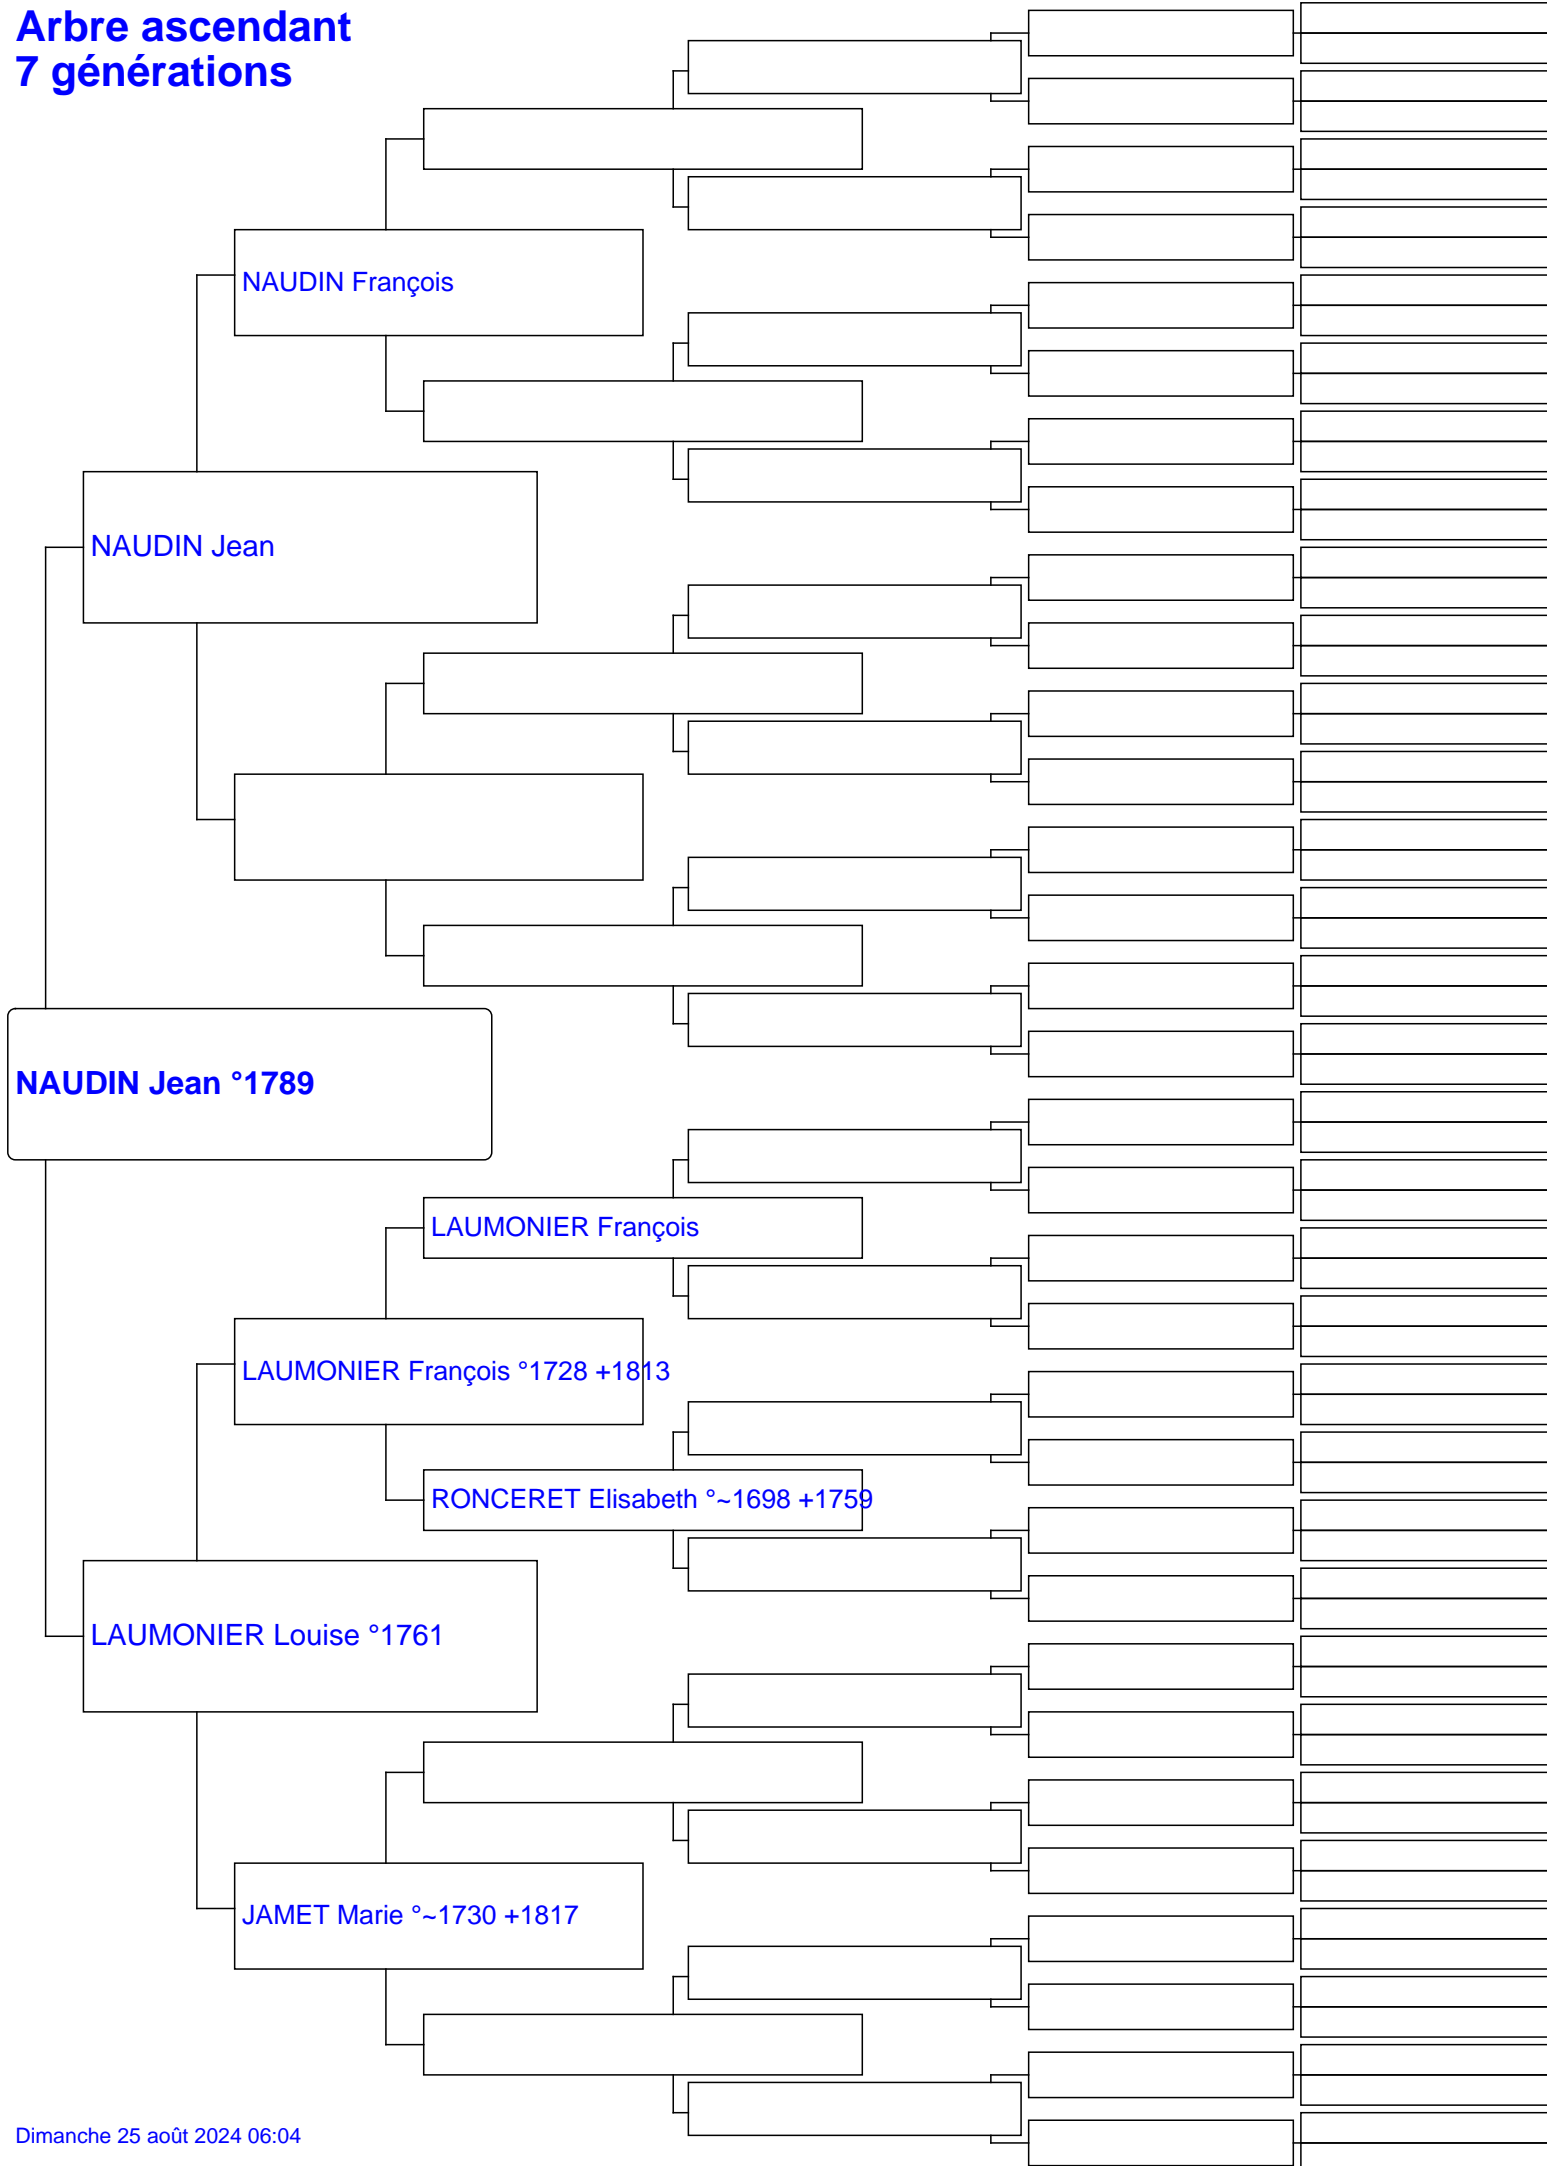 Arbre ascendant
7 générations
NAUDIN François
NAUDIN Jean
NAUDIN Jean °1789
LAUMONIER François
LAUMONIER François °1728 +1813
RONCERET Elisabeth °~1698 +1759
LAUMONIER Louise °1761
JAMET Marie °~1730 +1817
Dimanche 25 août 2024 06:04